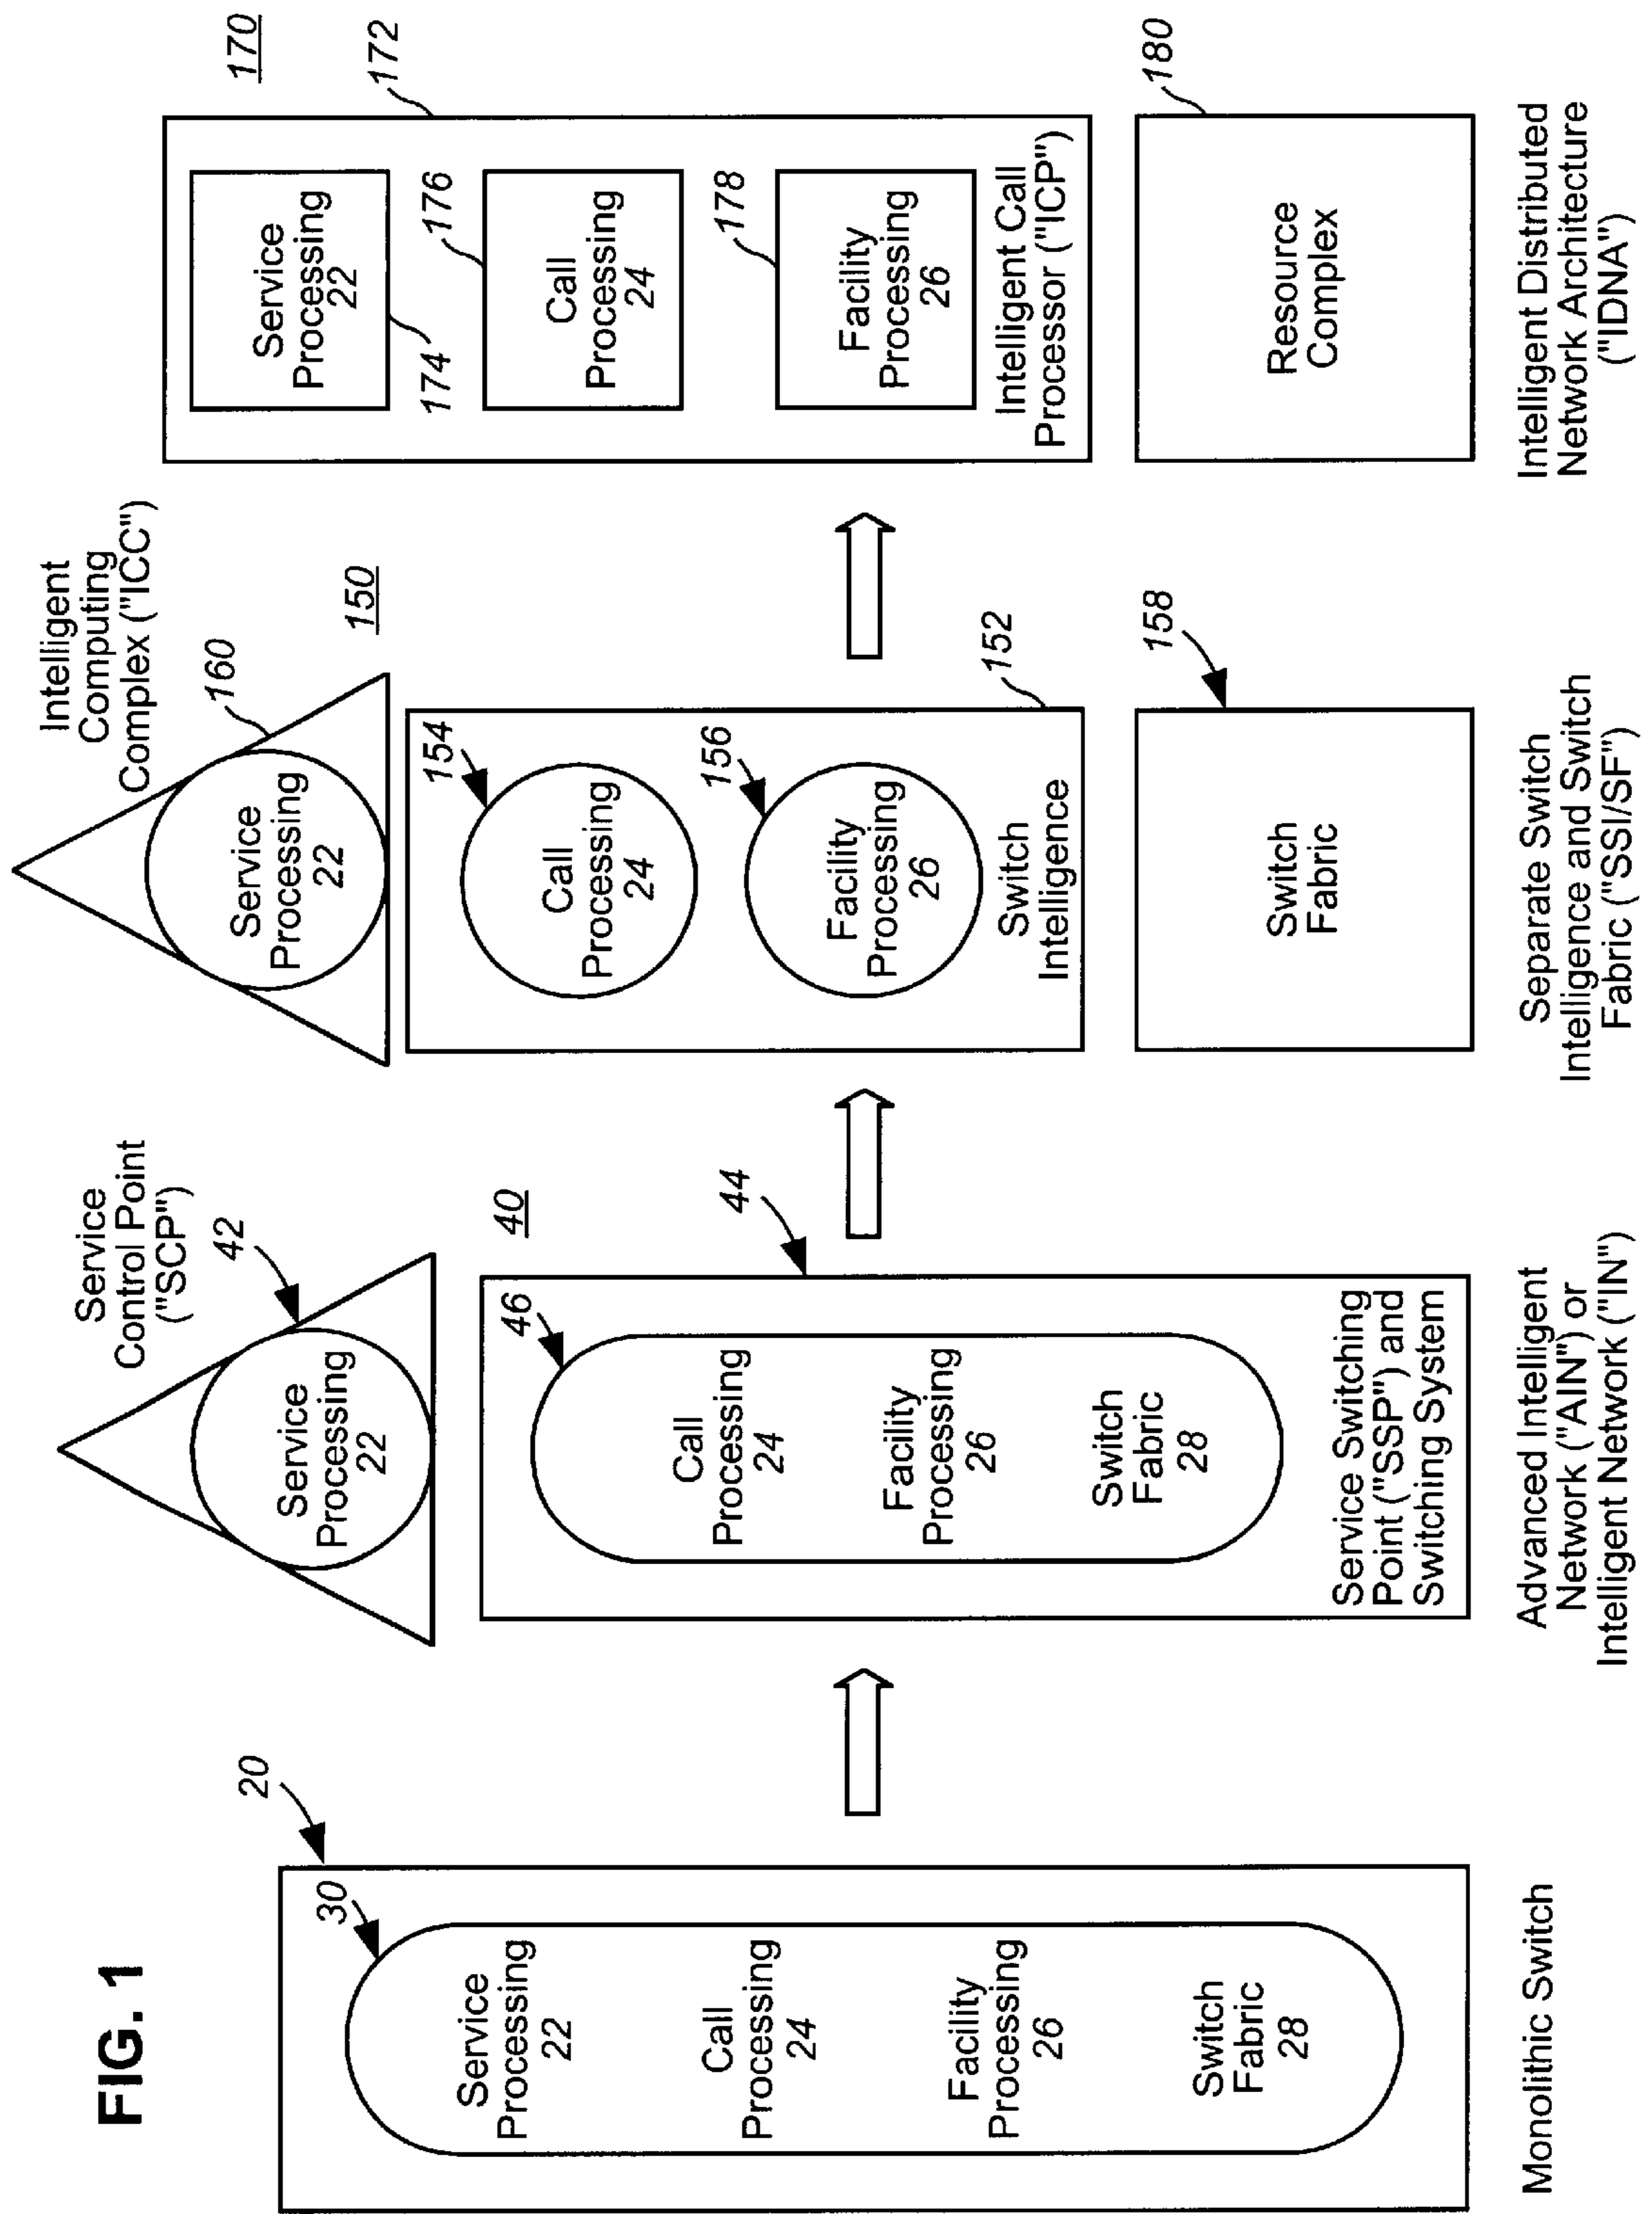 FIG. 1
20
30
Service
Processing
22
Call
Processing
24
Facility
Processing
26
Switch
Fabric
28
Monolithic Switch
Service
Control Point
("SCP")
42
Service
Processing
22
40
44
46
Call
Processing
24
Facility
Processing
26
Switch
Fabric
28
Service Switching
Point ("SSP") and
Switching System
Advanced Intelligent
Network ("AIN") or
Intelligent Network ("IN")
Intelligent
Computing
Complex ("ICC")
160
Service
Processing
22
150
154
Call
Processing
24
156
Facility
Processing
26
Switch
Intelligence
152
158
Switch
Fabric
Separate Switch
Intelligence and Switch
Fabric ("SSI/SF")
170
172
Service
Processing
22
174
176
Call
Processing
24
178
Facility
Processing
26
Intelligent Call
Processor ("ICP")
180
Resource
Complex
Intelligent Distributed
Network Architecture
("IDNA")